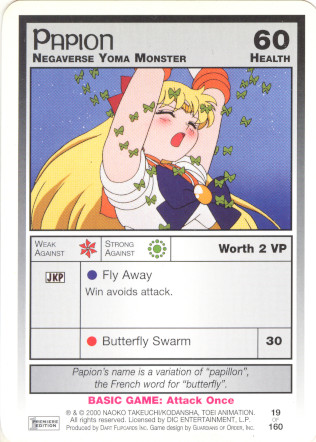 PAPION
60
NEGAVERSE YOMA MONSTER
HEALTH
WEAK AGAINST
STRONG AGAINST
Worth 2 VP
JKP
Fly Away
Win avoids attack.
Butterfly Swarm
30
Papion's name is a variation of "papillon",
the French word for "butterfly".
BASIC GAME: Attack Once
PREMIERE EDITION
® & © 2000 NAOKO TAKEUCHI/KODANSHA, TOEI ANIMATION.
All rights reserved. Licensed by DIC ENTERTAINMENT, L.P.
Produced by DART FLIPCARDS INC. Game design by GUARDIANS OF ORDER, INC.
19
OF
160